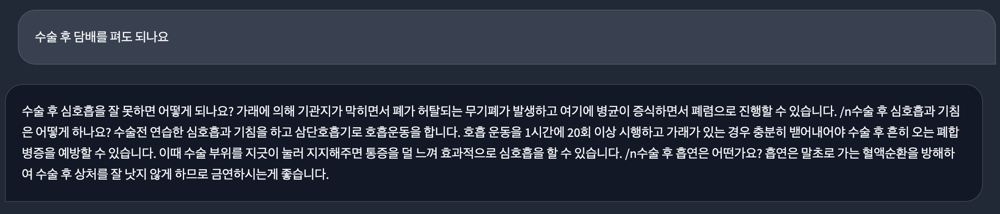 수술 후 담배를 펴도 되나요
수술 후 심호흡을 잘 못하면 어떻게 되나요? 가래에 의해 기관지가 막히면서 폐가 허탈되는 무기폐가 발생하고 여기에 병균이 증식하면서 폐렴으로 진행할 수 있습니다. /n수술 후 심호흡과 기침
은 어떻게 하나요? 수술전 연습한 심호흡과 기침을 하고 삼단호흡기로 호흡운동을 합니다. 호흡 운동을 1시간에 20회 이상 시행하고 가래가 있는 경우 충분히 뱉어내어야 수술 후 흔히 오는 폐합
병증을 예방할 수 있습니다. 이때 수술 부위를 지긋이 눌러 지지해주면 통증을 덜 느껴 효과적으로 심호흡을 할 수 있습니다. /n수술 후 흡연은 어떤가요? 흡연은 말초로 가는 혈액순환을 방해하
여 수술 후 상처를 잘 낫지 않게 하므로 금연하시는게 좋습니다.